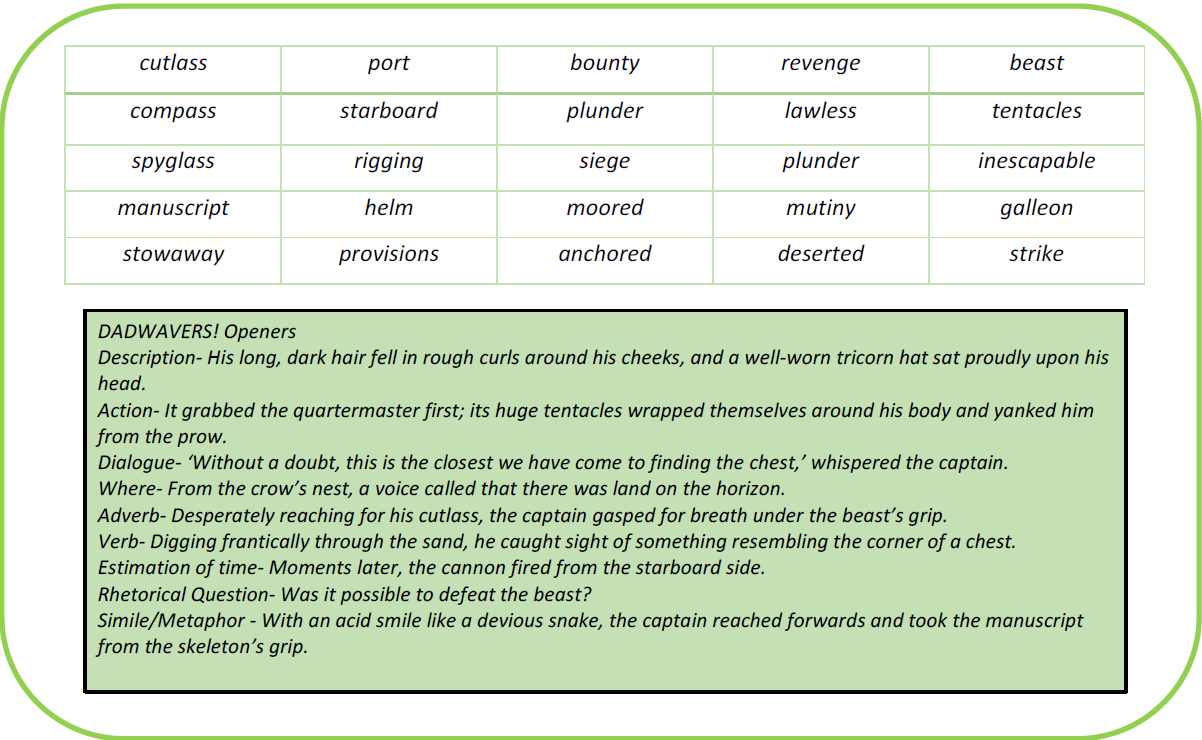 cutlass port bounty revenge beast
compass starboard plunder lawless tentacles
spyglass rigging siege plunder inescapable
manuscript helm moored mutiny galleon
stowaway provisions anchored deserted strike
DADWAVERS! Openers
Description- His long, dark hair fell in rough curls around his cheeks, and a well-worn tricorn hat sat proudly upon his
head.
Action- It grabbed the quartermaster first; its huge tentacles wrapped themselves around his body and yanked him
from the prow.
Dialogue- ‘Without a doubt, this is the closest we have come to finding the chest,’ whispered the captain.
Where- From the crow’s nest, a voice called that there was land on the horizon.
Adverb- Desperately reaching for his cutlass, the captain gasped for breath under the beast’s grip.
Verb- Digging frantically through the sand, he caught sight of something resembling the corner of a chest.
Estimation of time- Moments later, the cannon fired from the starboard side.
Rhetorical Question- Was it possible to defeat the beast?
Simile/Metaphor - With an acid smile like a devious snake, the captain reached forwards and took the manuscript
from the skeleton’s grip.